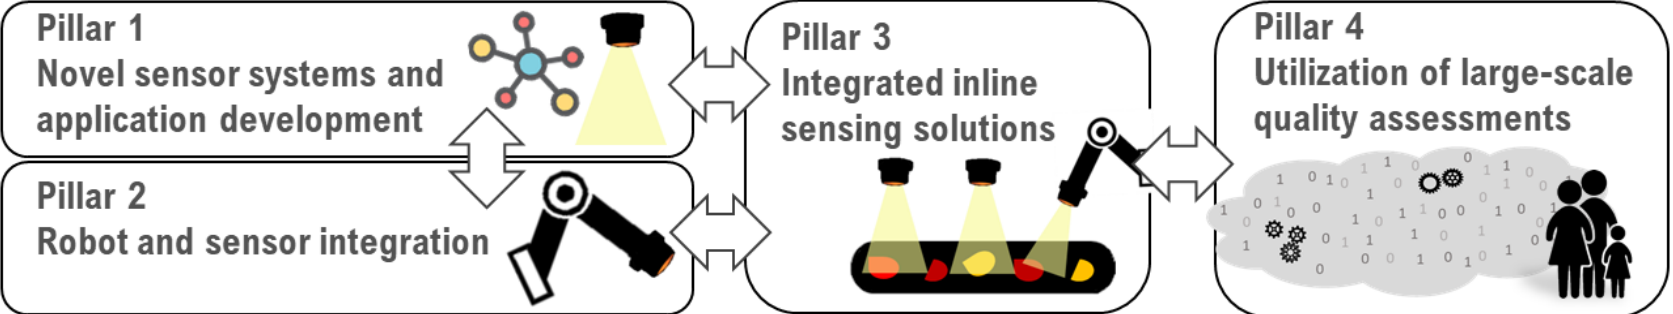 Pillar 1
Novel sensor systems and
application development
Pillar 2
Robot and sensor integration
Pillar 3
Integrated inline
sensing solutions
Pillar 4
Utilization of large-scale
quality assessments